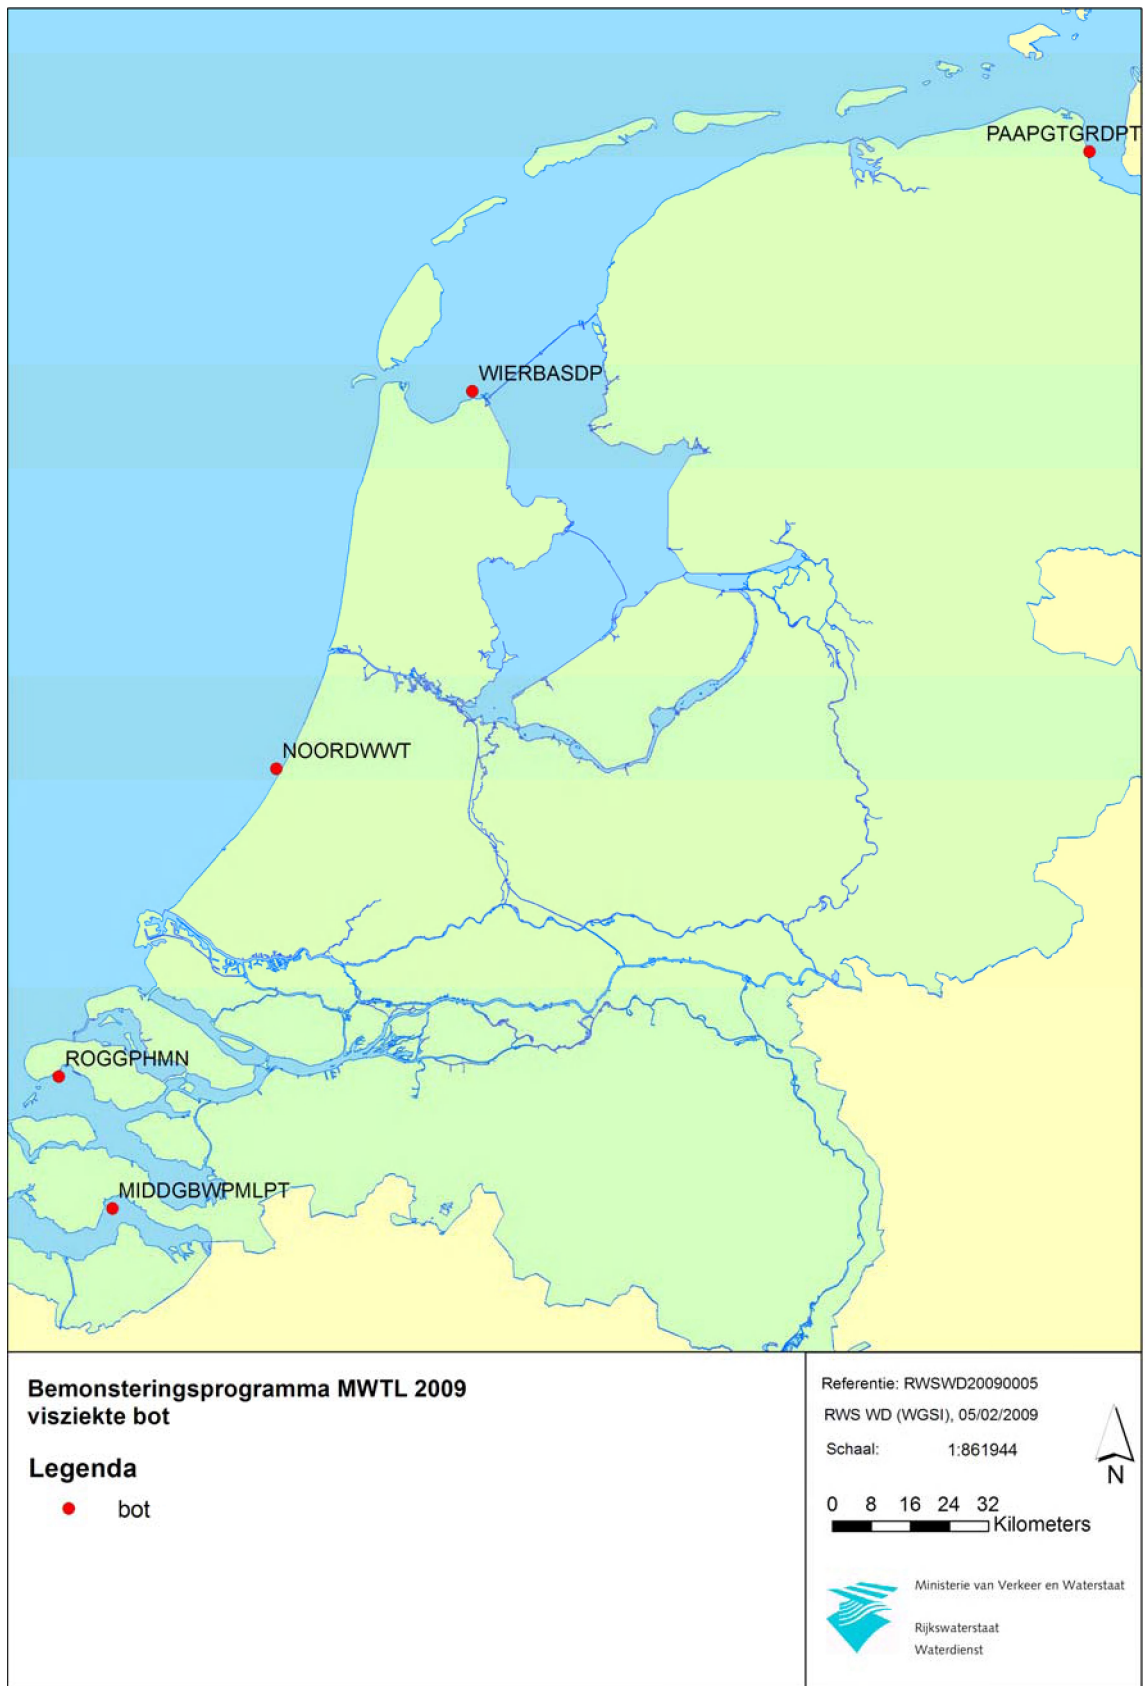 PAAPGTGRDPT
WIERBASDP
NOORDWWT
ROGGPHMN
MIDDGBWPMLPT
Bemonsteringsprogramma MWTL 2009
visziekte bot
Legenda
bot
Referentie: RWSWD20090005
RWS WD (WGSI), 05/02/2009
Schaal: 1:861944
N
0 8 16 24 32
Kilometers
Ministerie van Verkeer en Waterstaat
Rijkswaterstaat
Waterdienst